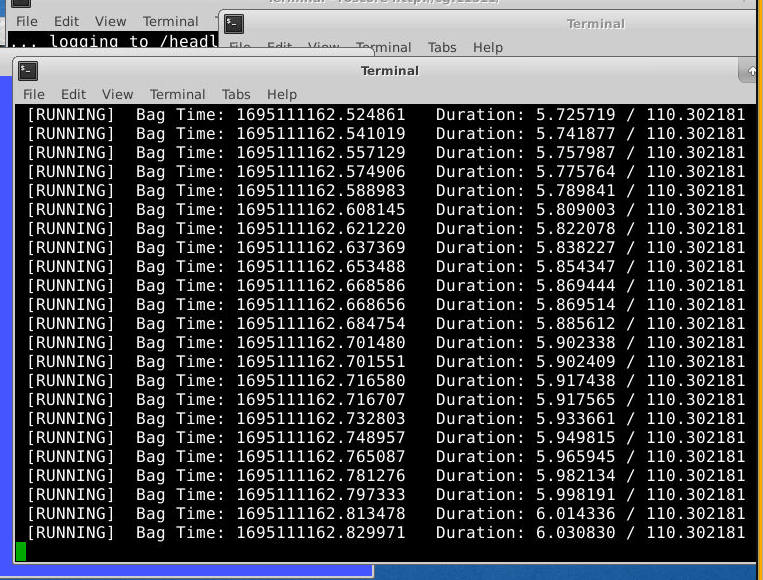 File Edit View Terminal
Terminal
... logging to /headl
File Edit View Terminal Tabs Help
Terminal
File Edit View Terminal Tabs Help
[RUNNING] Bag Time: 1695111162.524861 Duration: 5.725719 / 110.302181
[RUNNING] Bag Time: 1695111162.541019 Duration: 5.741877 / 110.302181
[RUNNING] Bag Time: 1695111162.557129 Duration: 5.757987 / 110.302181
[RUNNING] Bag Time: 1695111162.574906 Duration: 5.775764 / 110.302181
[RUNNING] Bag Time: 1695111162.588983 Duration: 5.789841 / 110.302181
[RUNNING] Bag Time: 1695111162.608145 Duration: 5.809003 / 110.302181
[RUNNING] Bag Time: 1695111162.621220 Duration: 5.822078 / 110.302181
[RUNNING] Bag Time: 1695111162.637369 Duration: 5.838227 / 110.302181
[RUNNING] Bag Time: 1695111162.653488 Duration: 5.854347 / 110.302181
[RUNNING] Bag Time: 1695111162.668586 Duration: 5.869444 / 110.302181
[RUNNING] Bag Time: 1695111162.668656 Duration: 5.869514 / 110.302181
[RUNNING] Bag Time: 1695111162.684754 Duration: 5.885612 / 110.302181
[RUNNING] Bag Time: 1695111162.701480 Duration: 5.902338 / 110.302181
[RUNNING] Bag Time: 1695111162.701551 Duration: 5.902409 / 110.302181
[RUNNING] Bag Time: 1695111162.716580 Duration: 5.917438 / 110.302181
[RUNNING] Bag Time: 1695111162.716707 Duration: 5.917565 / 110.302181
[RUNNING] Bag Time: 1695111162.732803 Duration: 5.933661 / 110.302181
[RUNNING] Bag Time: 1695111162.748957 Duration: 5.949815 / 110.302181
[RUNNING] Bag Time: 1695111162.765087 Duration: 5.965945 / 110.302181
[RUNNING] Bag Time: 1695111162.781276 Duration: 5.982134 / 110.302181
[RUNNING] Bag Time: 1695111162.797333 Duration: 5.998191 / 110.302181
[RUNNING] Bag Time: 1695111162.813478 Duration: 6.014336 / 110.302181
[RUNNING] Bag Time: 1695111162.829971 Duration: 6.030830 / 110.302181